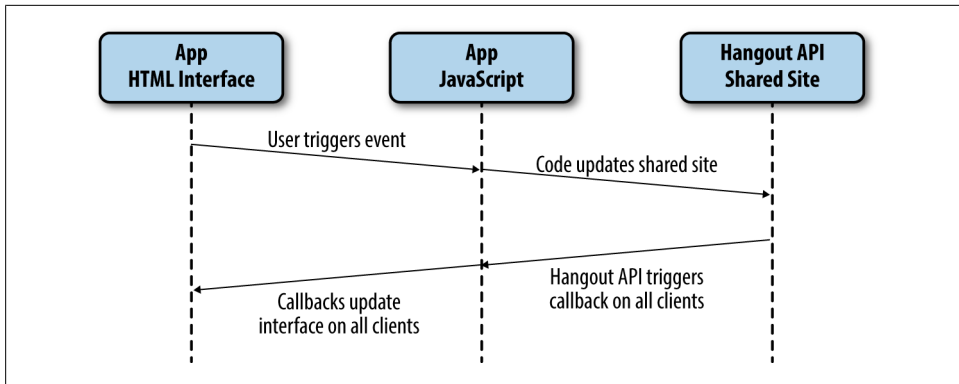 App
HTML Interface
App
JavaScript
Hangout API
Shared Site
User triggers event
Code updates shared site
Hangout API triggers
callback on all clients
Callbacks update
interface on all clients